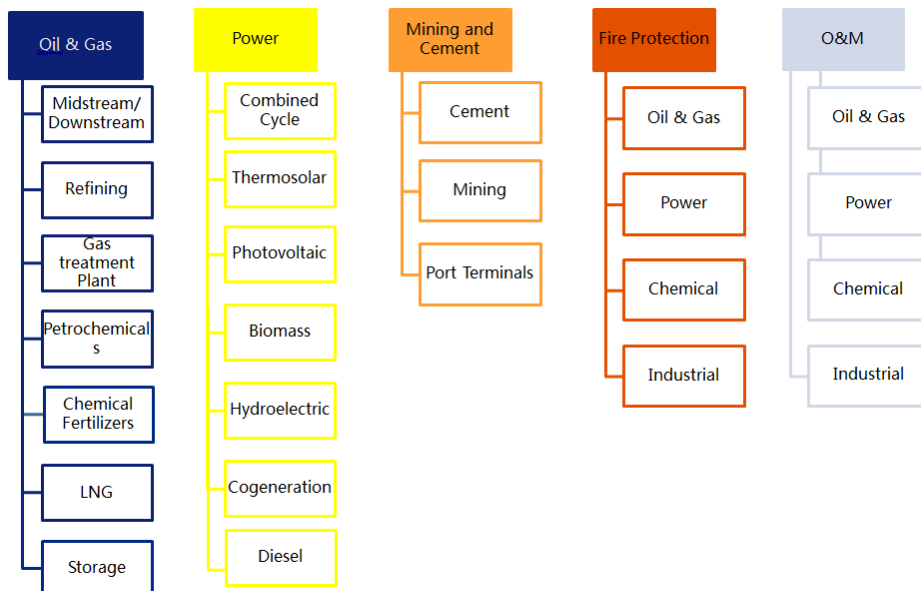 Oil & Gas
Midstream/
Downstream
Refining
Gas
treatment
Plant
Petrochemical
s
Chemical
Fertilizers
LNG
Storage
Power
Combined
Cycle
Thermosolar
Photovoltaic
Biomass
Hydroelectric
Cogeneration
Diesel
Mining and
Cement
Cement
Mining
Port Terminals
Fire Protection
Oil & Gas
Power
Chemical
Industrial
O&M
Oil & Gas
Power
Chemical
Industrial